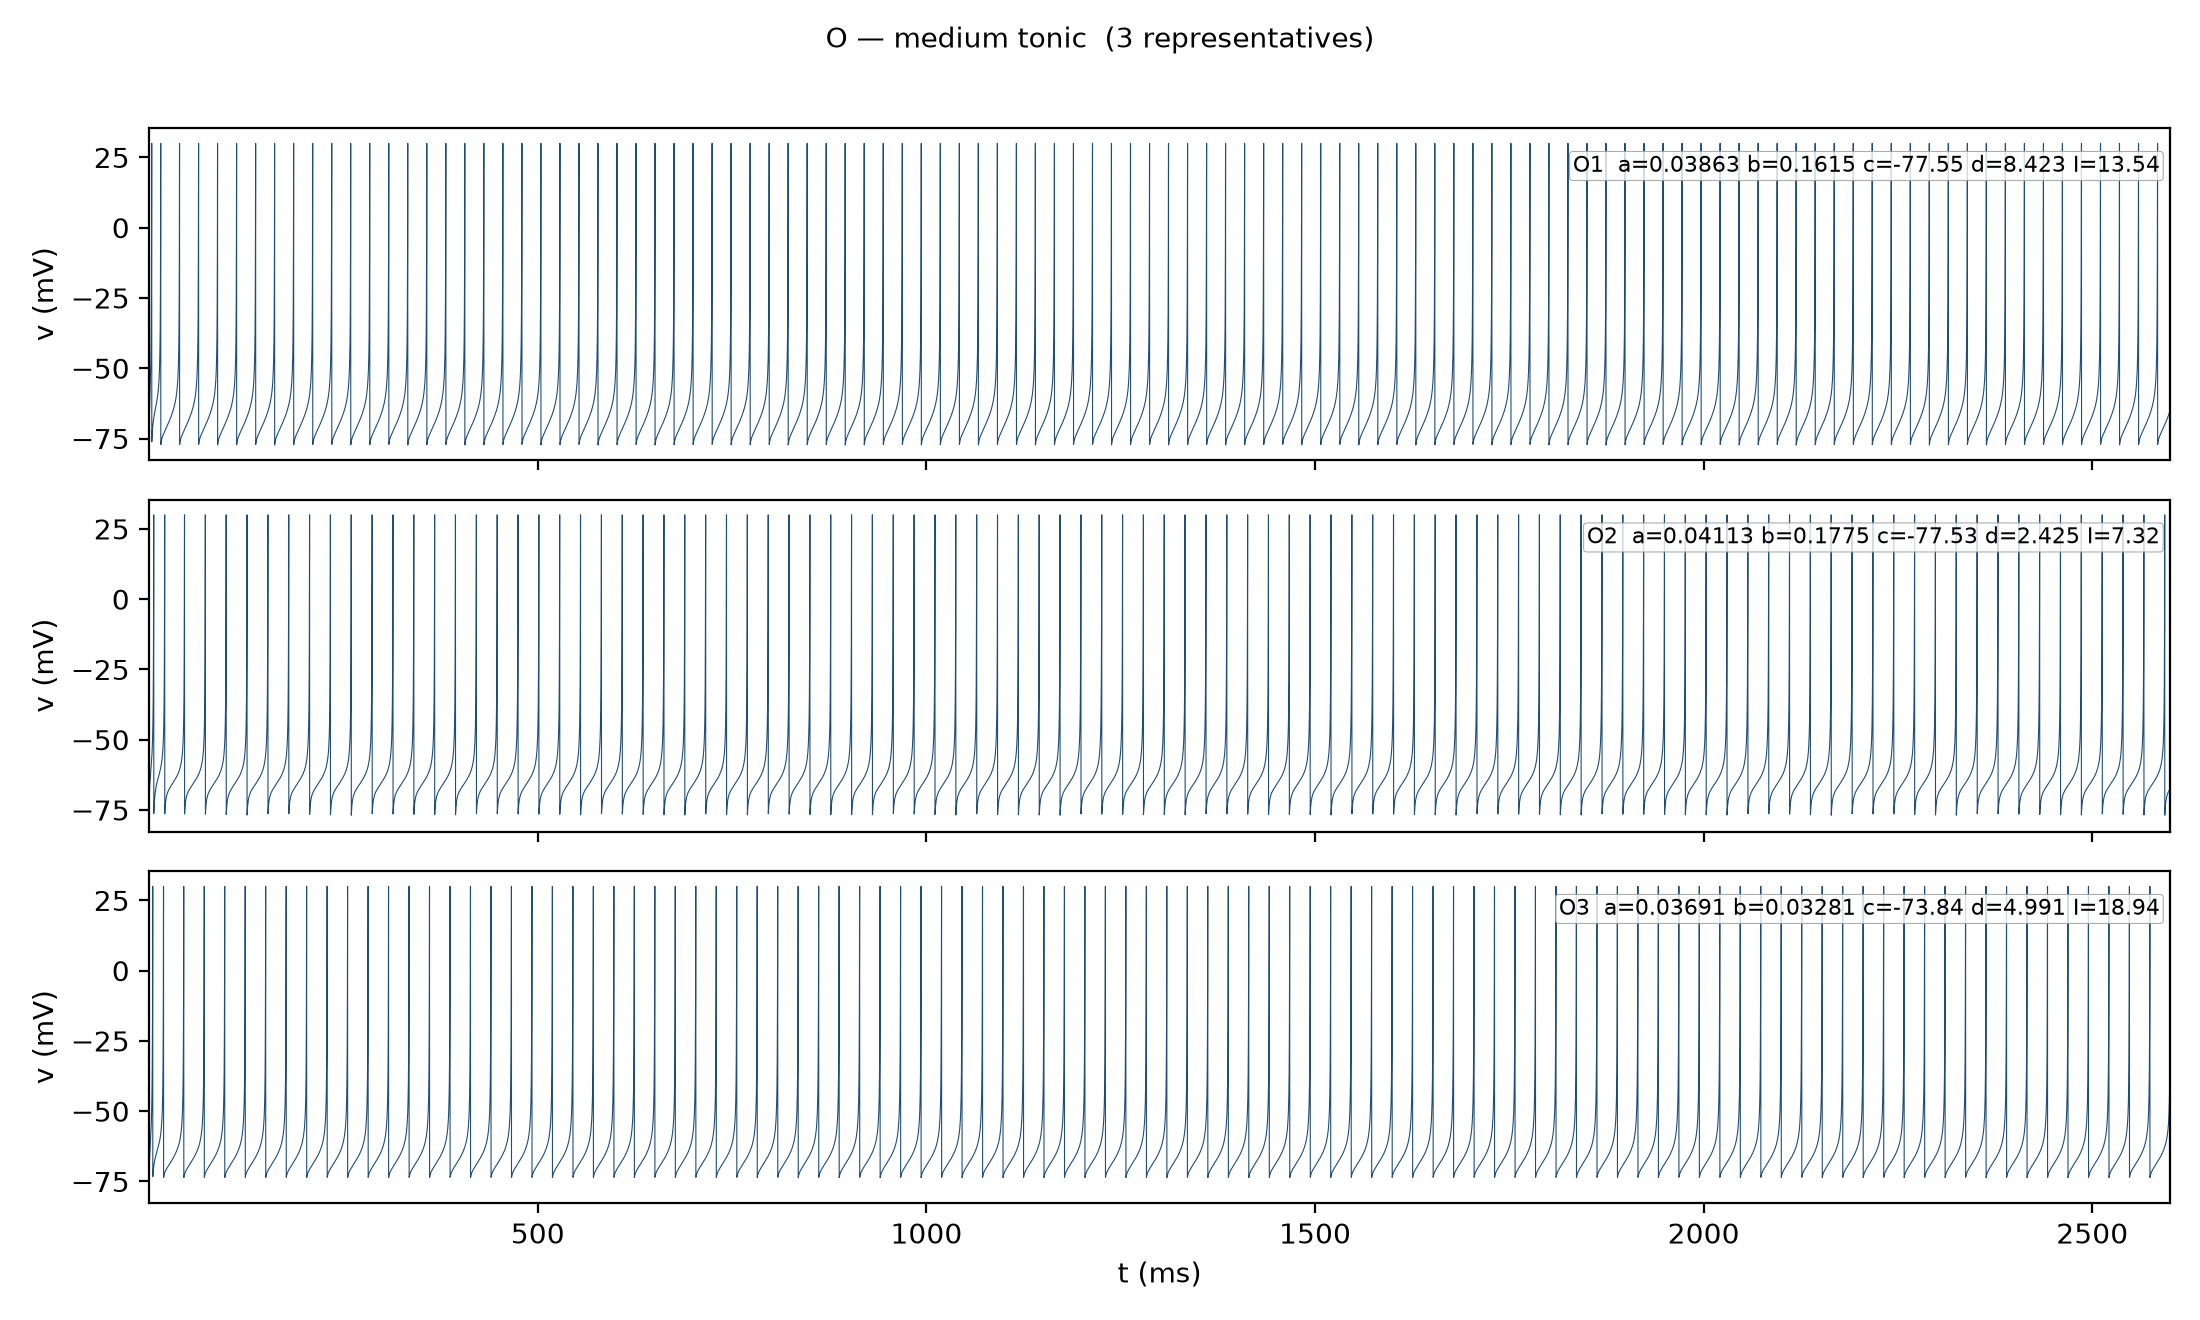 O — medium tonic  (3 representatives)
25
0
−25
−50
−75
v (mV)
O1  a=0.03863 b=0.1615 c=-77.55 d=8.423 I=13.54
25
0
−25
−50
−75
v (mV)
O2  a=0.04113 b=0.1775 c=-77.53 d=2.425 I=7.32
25
0
−25
−50
−75
v (mV)
O3  a=0.03691 b=0.03281 c=-73.84 d=4.991 I=18.94
500 1000 1500 2000 2500
t (ms)